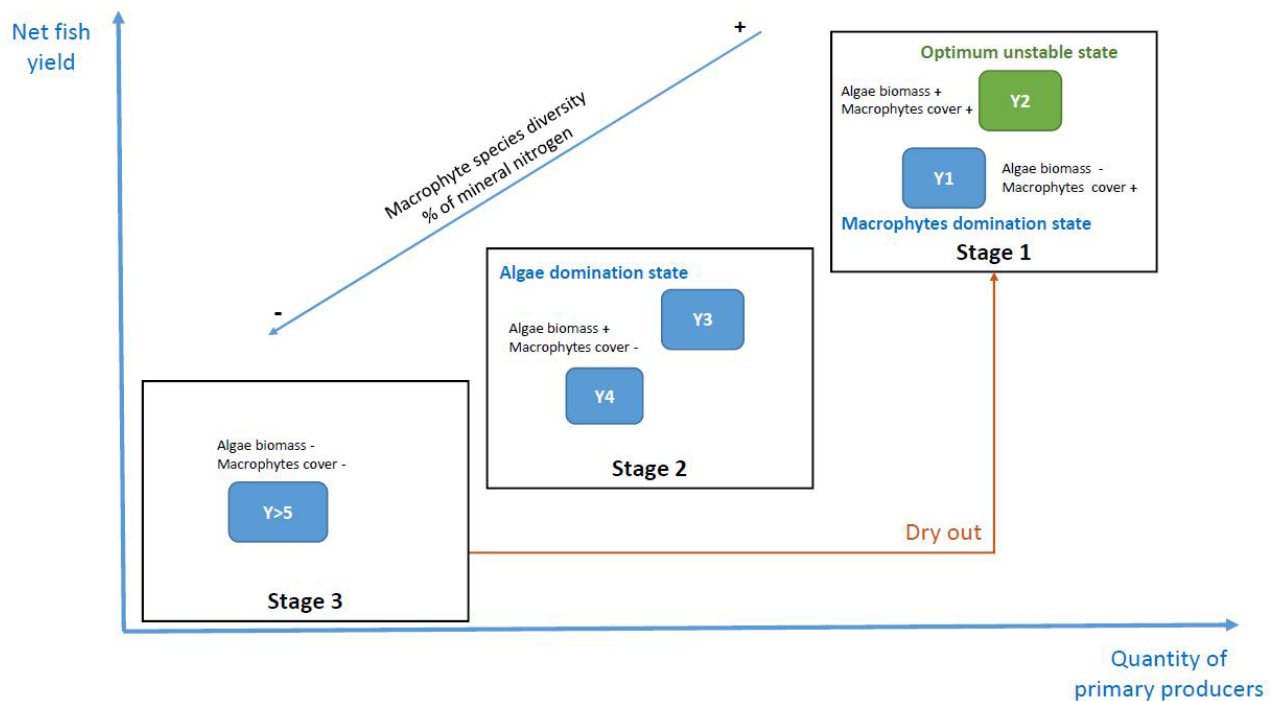 Net fish
yield
+
Macrophyte species diversity
% of mineral nitrogen
-
Optimum unstable state
Algae biomass +
Macrophytes cover +
Y2
Y1
Algae biomass -
Macrophytes cover +
Macrophytes domination state
Stage 1
Algae domination state
Y3
Algae biomass +
Macrophytes cover -
Y4
Stage 2
Algae biomass -
Macrophytes cover -
Y>5
Stage 3
Dry out
Quantity of
primary producers